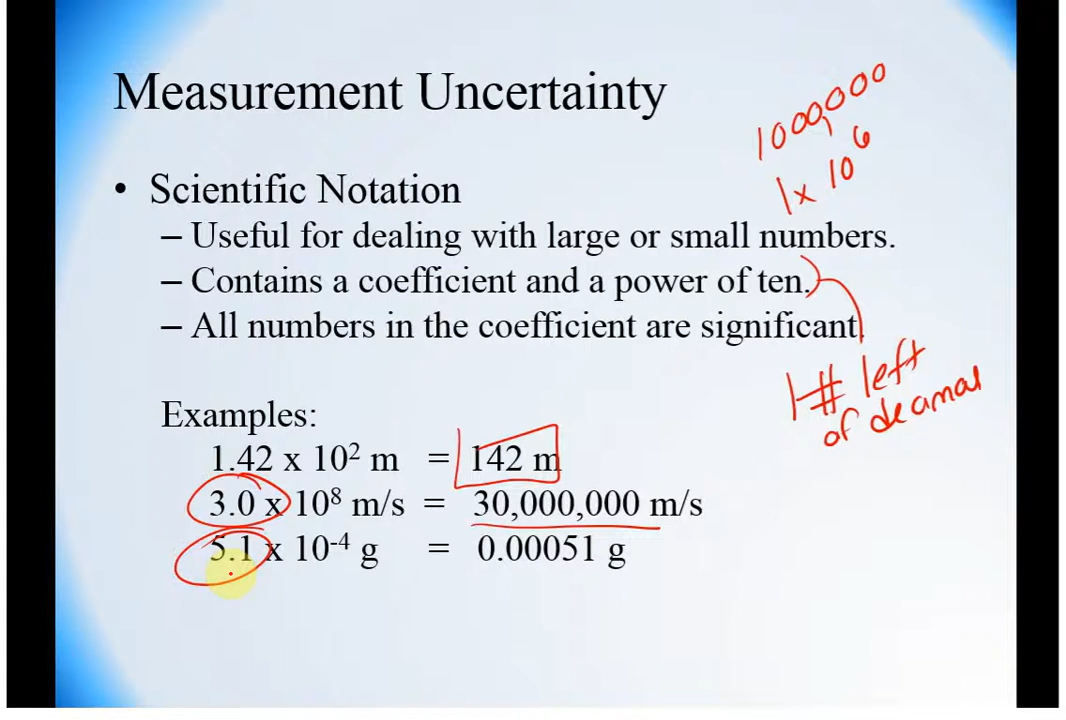 Measurement Uncertainty
1000,000
1 x 10⁶
• Scientific Notation
– Useful for dealing with large or small numbers.
– Contains a coefficient and a power of ten.
– All numbers in the coefficient are significant.
1 # left
of decimal
Examples:
1.42 x 10² m = 142 m
3.0 x 10⁸ m/s = 30,000,000 m/s
5.1 x 10⁻⁴ g = 0.00051 g